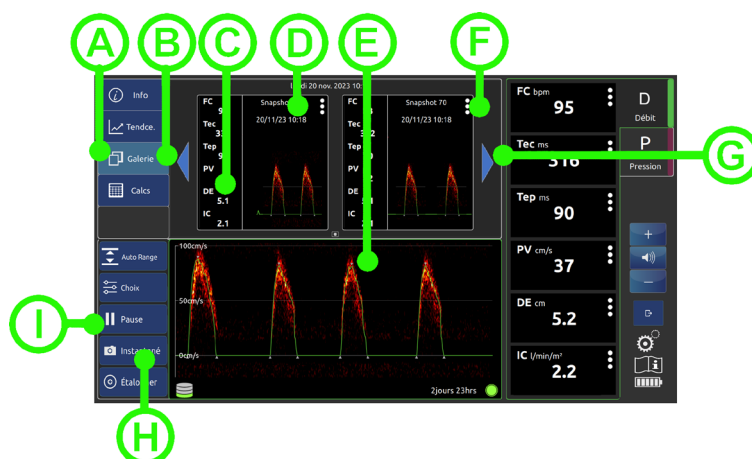 A
B
C
D
E
F
Info
Tendce.
Galerie
Calcs
FC
Tec
Tep
PV
DE
5.1
IC
2.1
20/11/23 10:18
FC
Tec
Tep
PV
DE
IC
2.1
Snapshot 70
20/11/23 10:18
FC bpm
95
Tec ms
316
Tep ms
90
PV cm/s
37
DE cm
5.2
IC l/min/m²
2.2
D
Débit
P
Pression
G
+
−
Auto Range
Choix
Pause
Instantané
Étalonner
I
H
100cm/s
50cm/s
0cm/s
2jours 23hrs